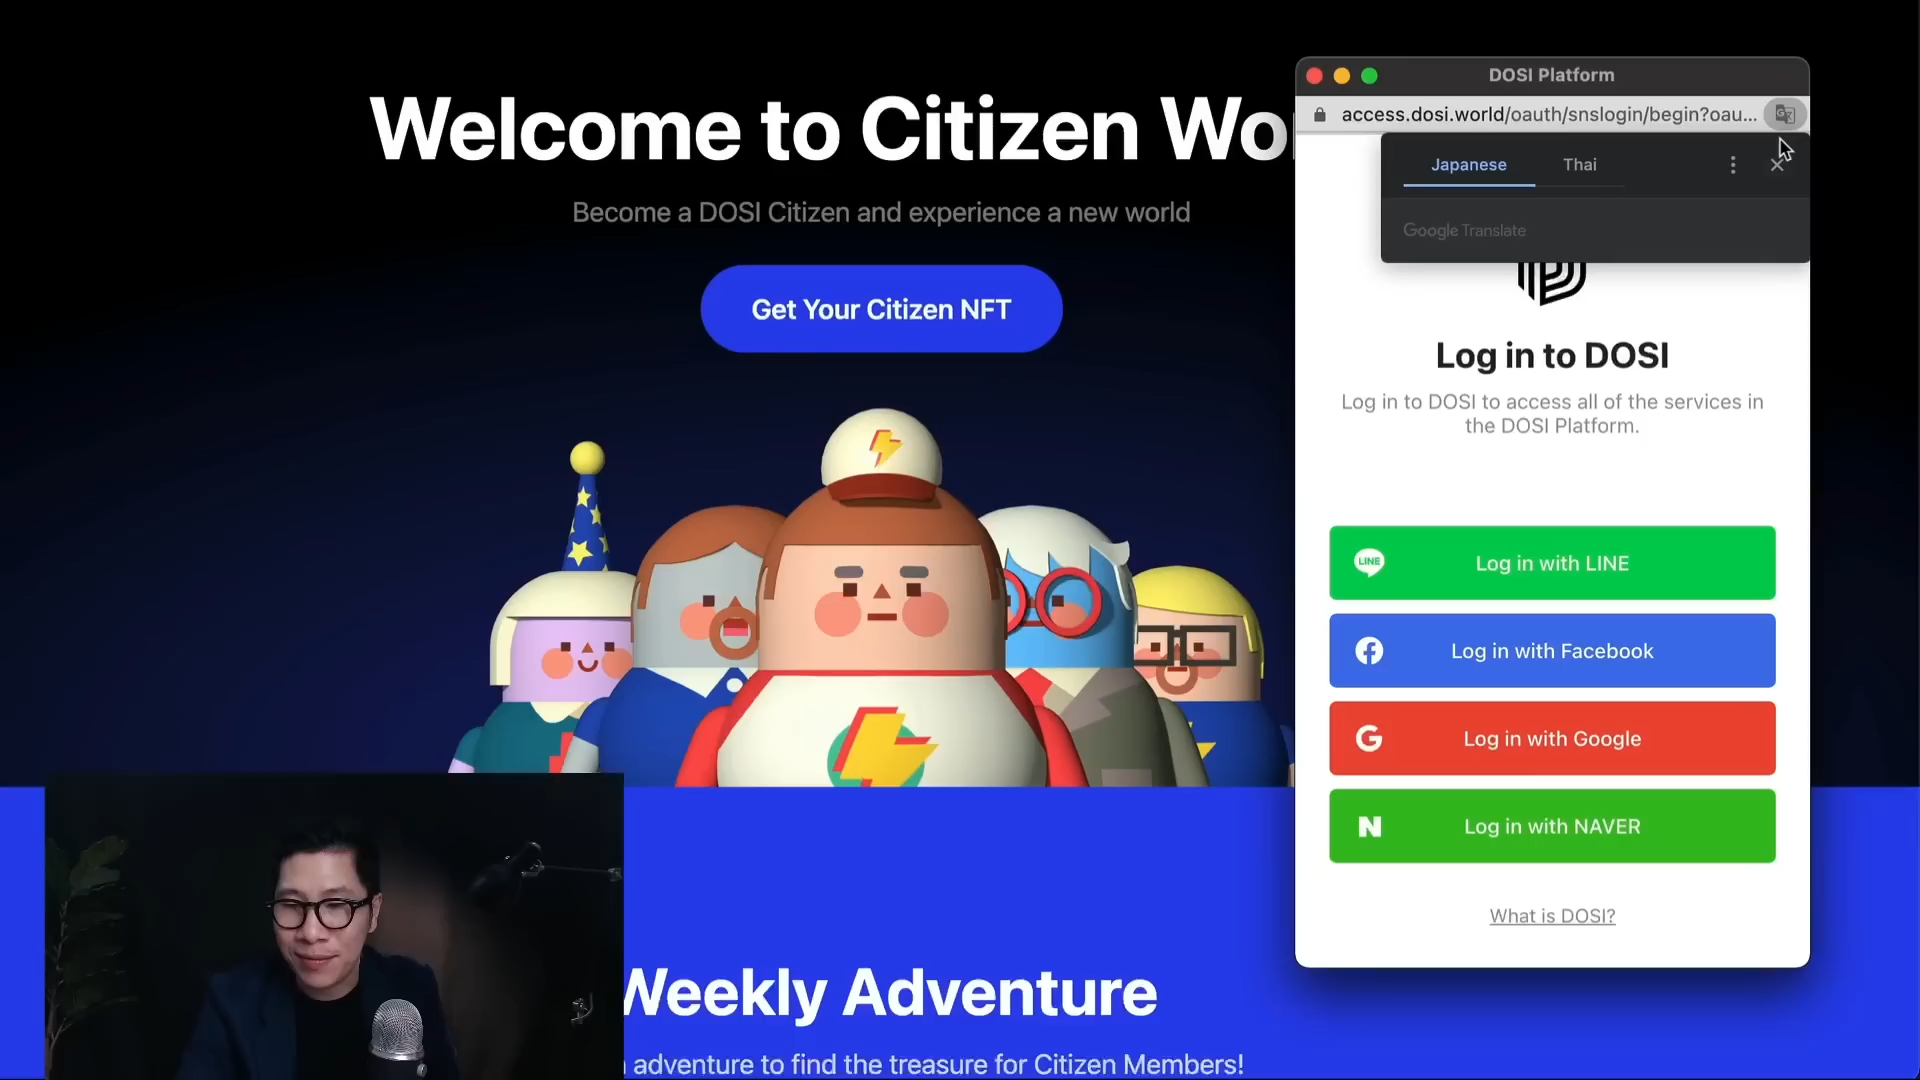 Welcome to Citizen Wo
Become a DOSI Citizen and experience a new world
Get Your Citizen NFT
Weekly Adventure
adventure to find the treasure for Citizen Members!
DOSI Platform
access.dosi.world/oauth/snslogin/begin?oau...
Japanese Thai
Google Translate
Log in to DOSI
Log in to DOSI to access all of the services in
the DOSI Platform.
LINE Log in with LINE
Log in with Facebook
G Log in with Google
N Log in with NAVER
What is DOSI?